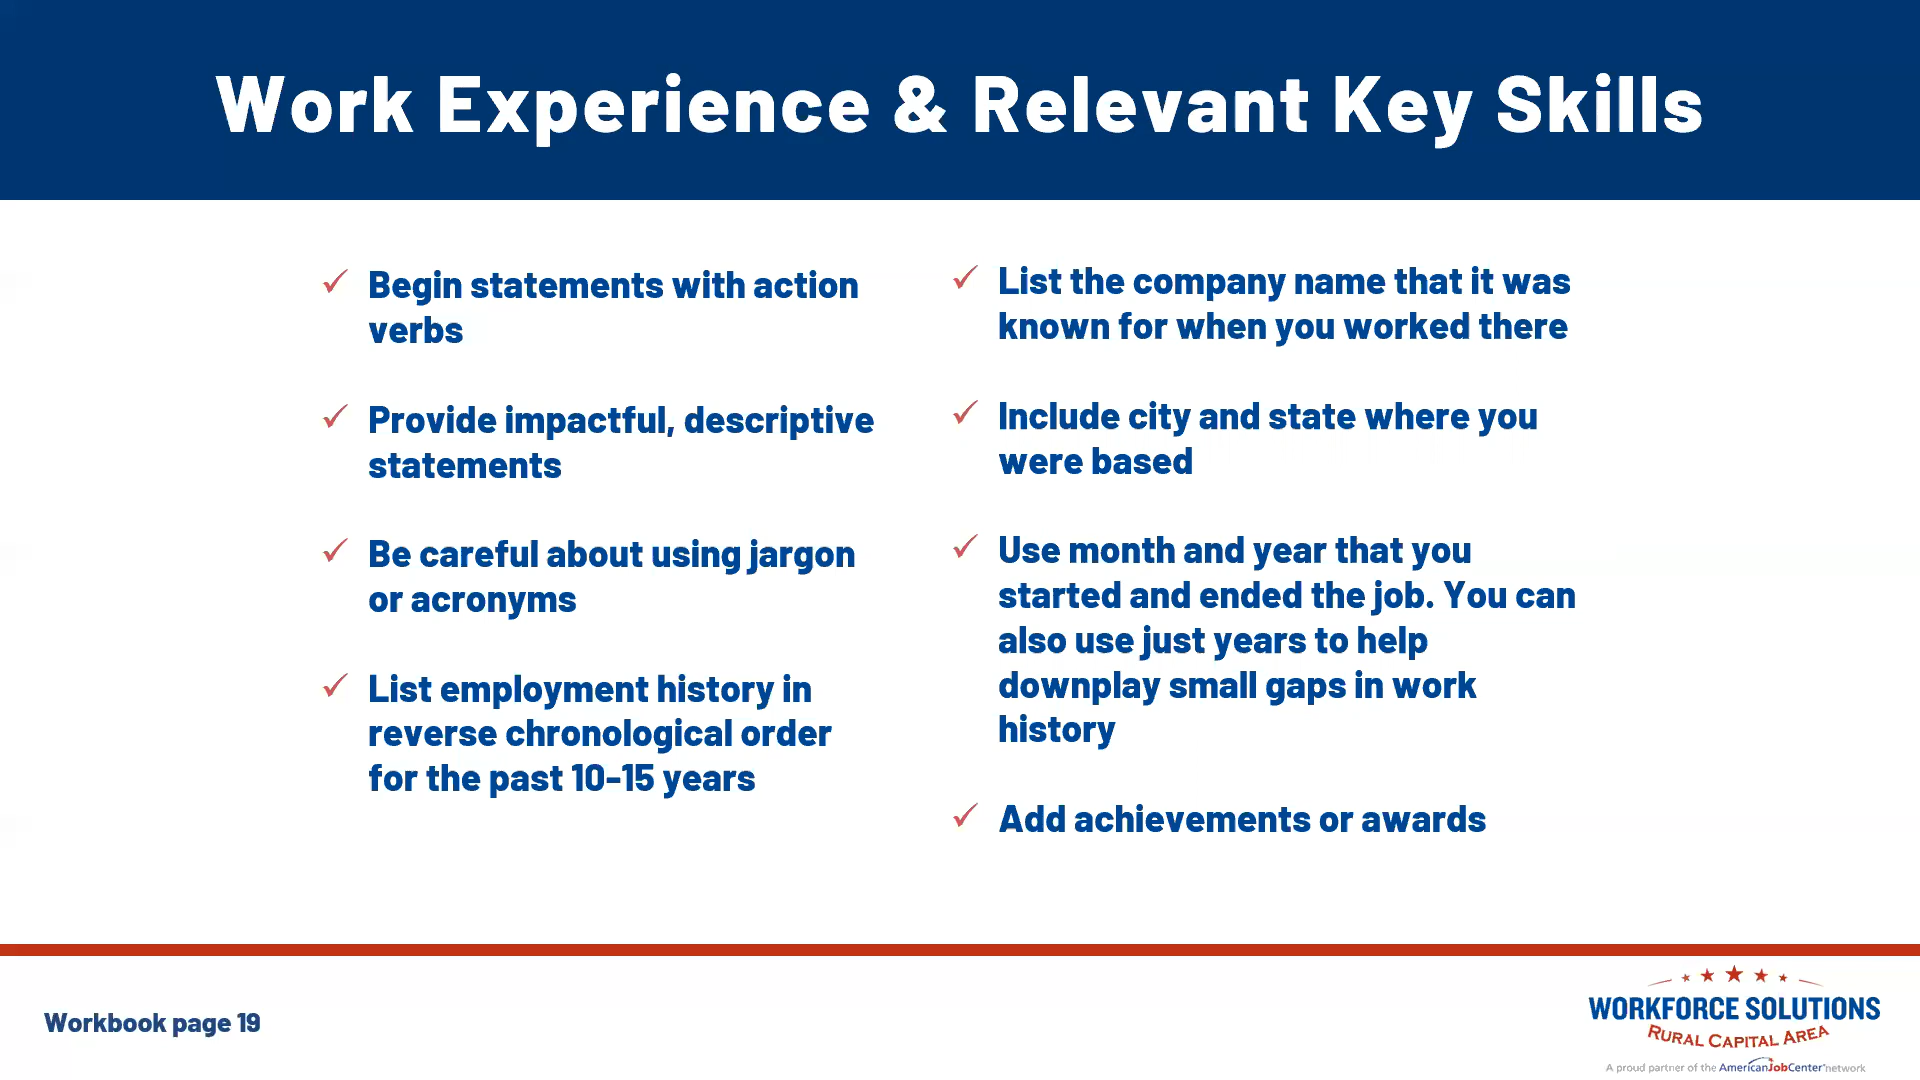 Work Experience & Relevant Key Skills
Begin statements with action
verbs
Provide impactful, descriptive
statements
Be careful about using jargon
or acronyms
List employment history in
reverse chronological order
for the past 10-15 years
List the company name that it was
known for when you worked there
Include city and state where you
were based
Use month and year that you
started and ended the job. You can
also use just years to help
downplay small gaps in work
history
Add achievements or awards
Workbook page 19
WORKFORCE SOLUTIONS
RURAL CAPITAL AREA
A proud partner of the AmericanJobCenter network